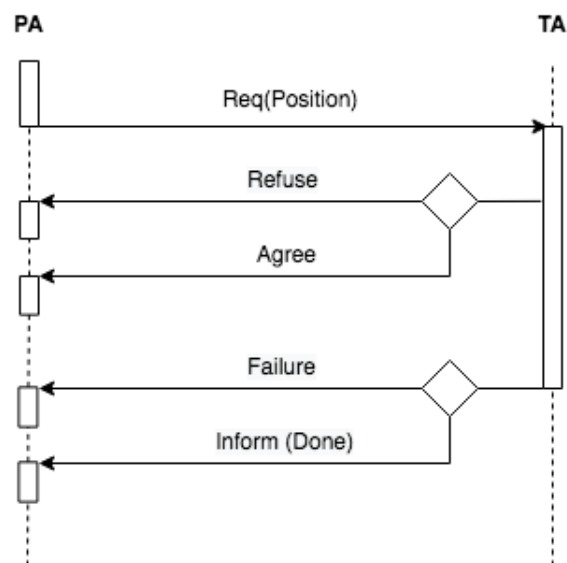 PA
TA
Req(Position)
Refuse
Agree
Failure
Inform (Done)